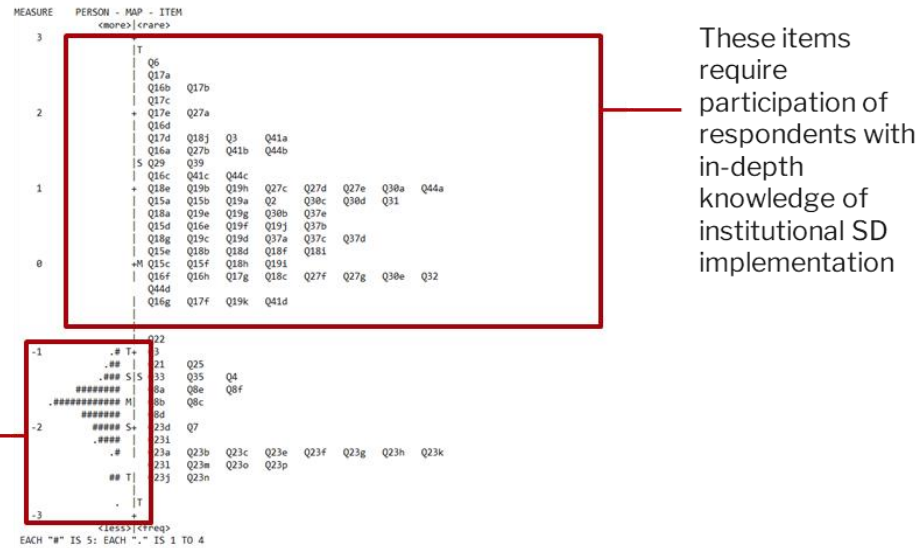 MEASURE PERSON - MAP - ITEM
<more>|<rare>
3 +
|T
| Q6
| Q17a
| Q16b Q17b
| Q17c
2 + Q17e Q27a
| Q16d
| Q17d Q18j Q3 Q41a
| Q16a Q27b Q41b Q44b
|S Q29 Q39
| Q16c Q41c Q44c
1 + Q18e Q19b Q19h Q27c Q27d Q27e Q30a Q44a
| Q15a Q15b Q19a Q2 Q30c Q30d Q31
| Q18a Q19e Q19g Q30b Q37e
| Q15d Q16e Q19f Q19j Q37b
| Q18g Q19c Q19d Q37a Q37c Q37d
| Q15e Q18b Q18d Q18f Q18i
0 +M Q15c Q15f Q18h Q19i
| Q16f Q16h Q17g Q18c Q27f Q27g Q30e Q32
Q44d
| Q16g Q17f Q19k Q41d
|
|
| Q22
-1 .# T+ 3
.## | 21 Q25
.### S|S 33 Q35 Q4
######## | 8a Q8e Q8f
.############ M| 8b Q8c
####### | 8d
-2 ##### S+ 23d Q7
.#### | 23i
.# | 23a Q23b Q23c Q23e Q23f Q23g Q23h Q23k
| 23l Q23m Q23o Q23p
## T| 23j Q23n
|
. |T
-3 +
<less>|<freq>
EACH "#" IS 5: EACH "." IS 1 TO 4
These items
require
participation of
respondents with
in-depth
knowledge of
institutional SD
implementation